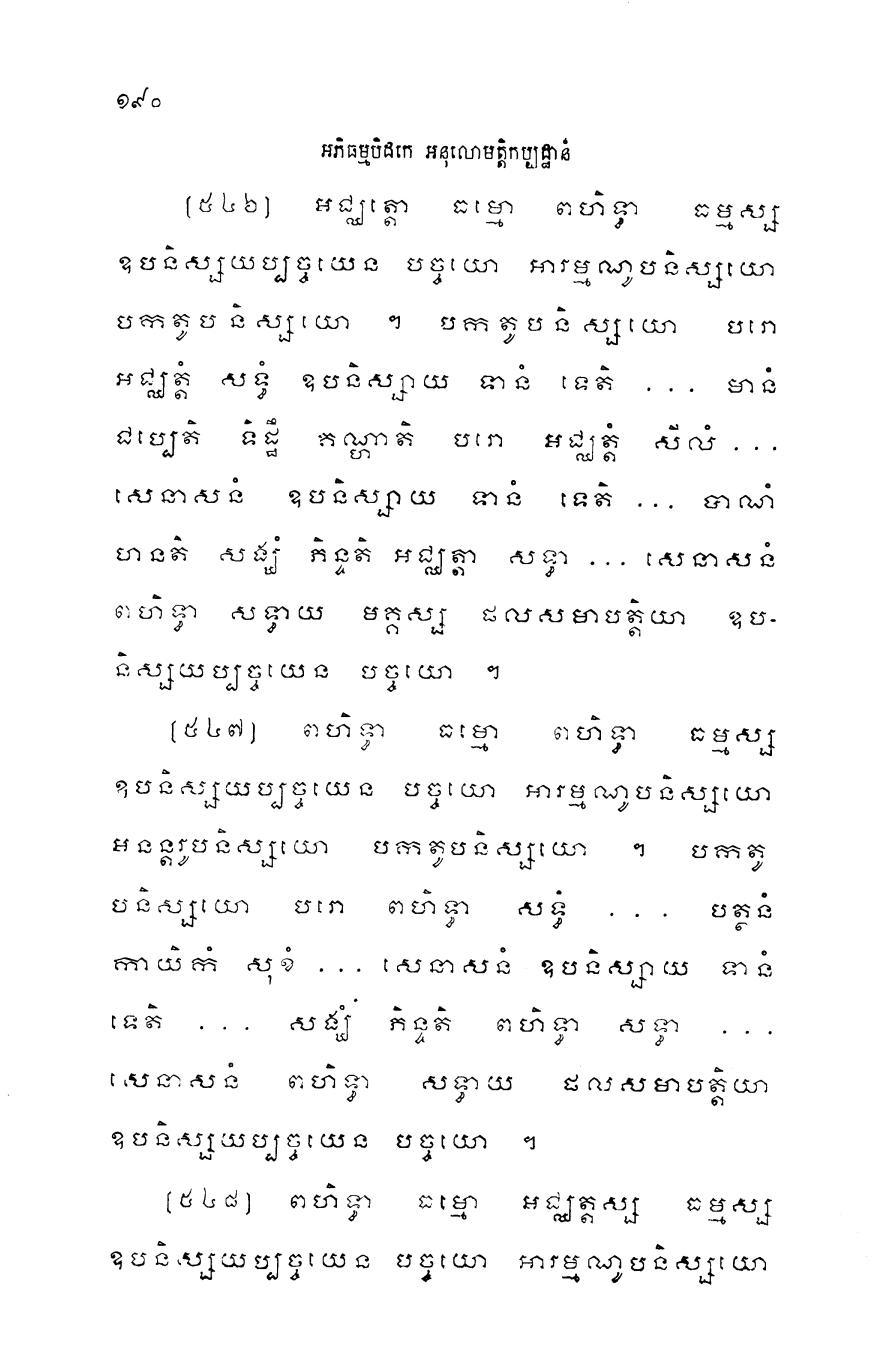 ១៩០
អភិធម្មបិដកេ អនុលោមត្តិកប្បដ្ឋានំ
[៥៤៦] អជ្ឈត្តោ ធម្មោ ពហិទ្ធា ធម្មស្ស
ឧបនិស្សយប្បច្ចយេន បច្ចយោ អារម្មណូបនិស្សយោ
បកតូបនិស្សយោ ។ បកតូបនិស្សយោ បរោ
អជ្ឈត្តំ សទ្ធំ ឧបនិស្សាយ ទានំ ទេតិ ... មានំ
ជប្បេតិ ទិដ្ឋឹ គណ្ហាតិ បរោ អជ្ឈត្តំ សីលំ ...
សេនាសនំ ឧបនិស្សាយ ទានំ ទេតិ ... បាណំ
ហនតិ សង្ឃំ ភិន្ទតិ អជ្ឈត្តា សទ្ធា ... សេនាសនំ
ពហិទ្ធា សទ្ធាយ មគ្គស្ស ផលសមាបត្តិយា ឧប-
និស្សយប្បច្ចយេន បច្ចយោ ។
[៥៤៧] ពហិទ្ធា ធម្មោ ពហិទ្ធា ធម្មស្ស
ឧបនិស្សយប្បច្ចយេន បច្ចយោ អារម្មណូបនិស្សយោ
អនន្តរូបនិស្សយោ បកតូបនិស្សយោ ។ បកតូ
បនិស្សយោ បរោ ពហិទ្ធា សទ្ធំ ... បត្ថនំ
កាយិកំ សុខំ ... សេនាសនំ ឧបនិស្សាយ ទានំ
ទេតិ ... សង្ឃំ ភិន្ទតិ ពហិទ្ធា សទ្ធា ...
សេនាសនំ ពហិទ្ធា សទ្ធាយ ផលសមាបត្តិយា
ឧបនិស្សយប្បច្ចយេន បច្ចយោ ។
[៥៤៨] ពហិទ្ធា ធម្មោ អជ្ឈត្តស្ស ធម្មស្ស
ឧបនិស្សយប្បច្ចយេន បច្ចយោ អារម្មណូបនិស្សយោ